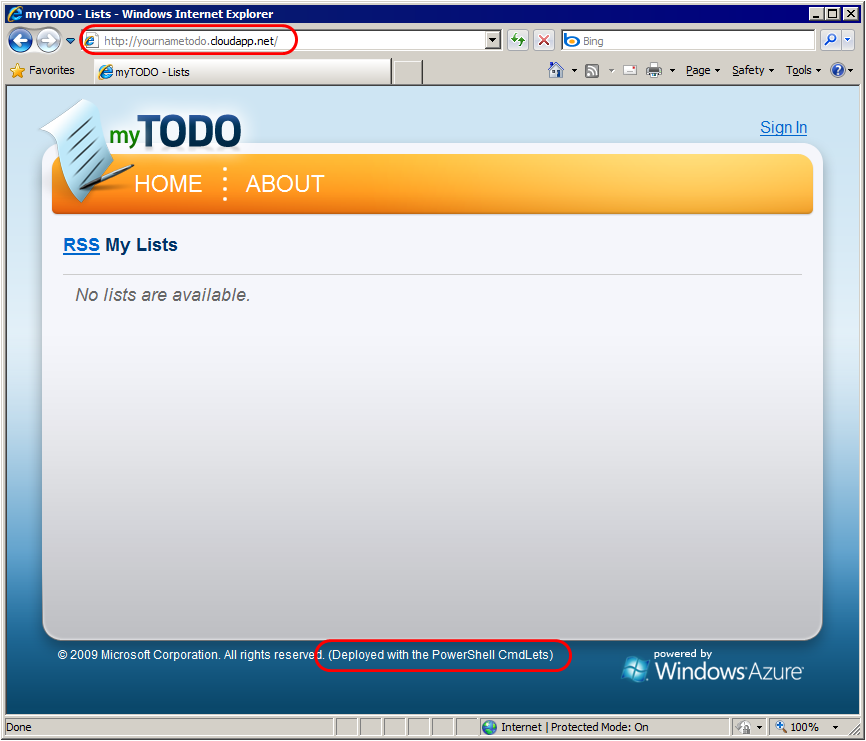 myTODO - Lists - Windows Internet Explorer
http://yournametodo.cloudapp.net/
Bing
Favorites
myTODO - Lists
Page
Safety
Tools
myTODO
Sign In
HOME
ABOUT
RSS My Lists
No lists are available.
© 2009 Microsoft Corporation. All rights reserved. (Deployed with the PowerShell CmdLets)
powered by
Windows Azure
Done
Internet | Protected Mode: On
100%